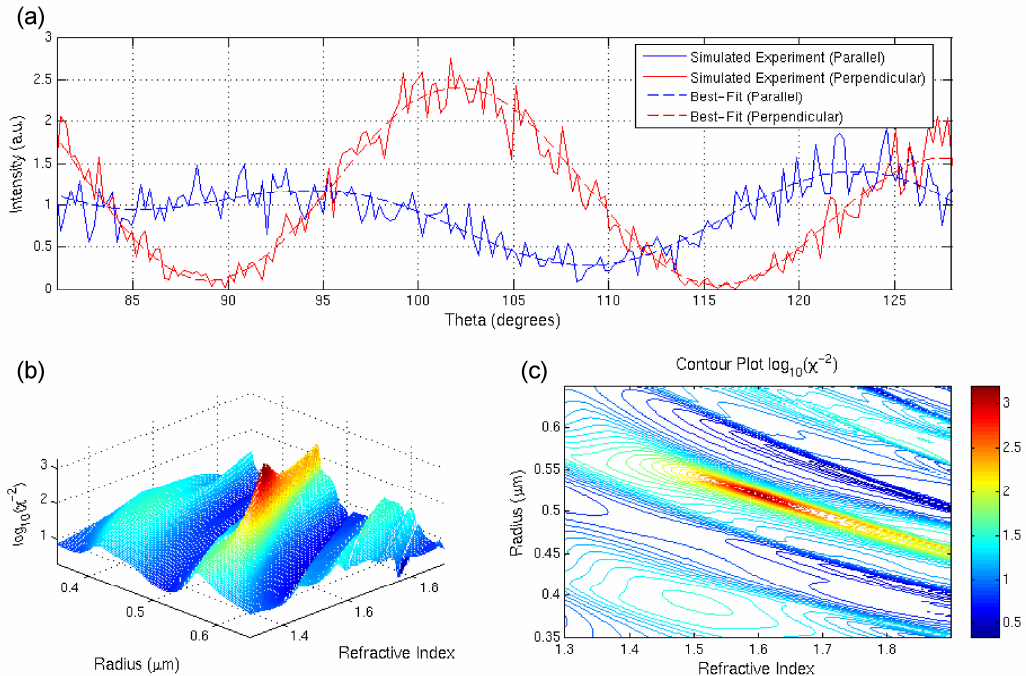 (a)
3
2.5
2
1.5
1
0.5
0
Intensity (a.u.)
Simulated Experiment (Parallel)
Simulated Experiment (Perpendicular)
Best-Fit (Parallel)
Best-Fit (Perpendicular)
85 90 95 100 105 110 115 120 125
Theta (degrees)
(b)
3
2
1
log₁₀(χ⁻²)
0.4
0.5
0.6
Radius (μm)
1.4
1.6
1.8
Refractive Index
(c)
Contour Plot log₁₀(χ⁻²)
0.6
0.55
0.5
0.45
0.4
0.35
Radius (μm)
1.3 1.4 1.5 1.6 1.7 1.8
Refractive Index
3
2.5
2
1.5
1
0.5